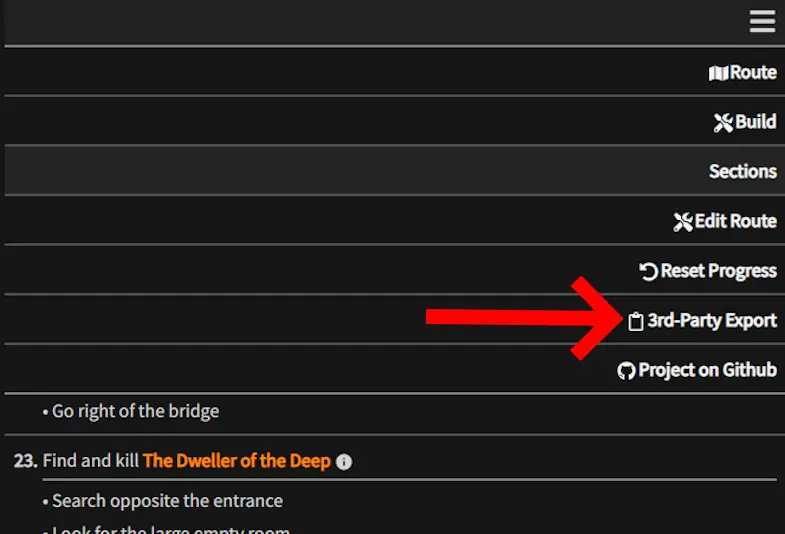 Route
Build
Sections
Edit Route
Reset Progress
3rd-Party Export
Project on Github
• Go right of the bridge
23. Find and kill The Dweller of the Deep
• Search opposite the entrance
• Look for the large empty room